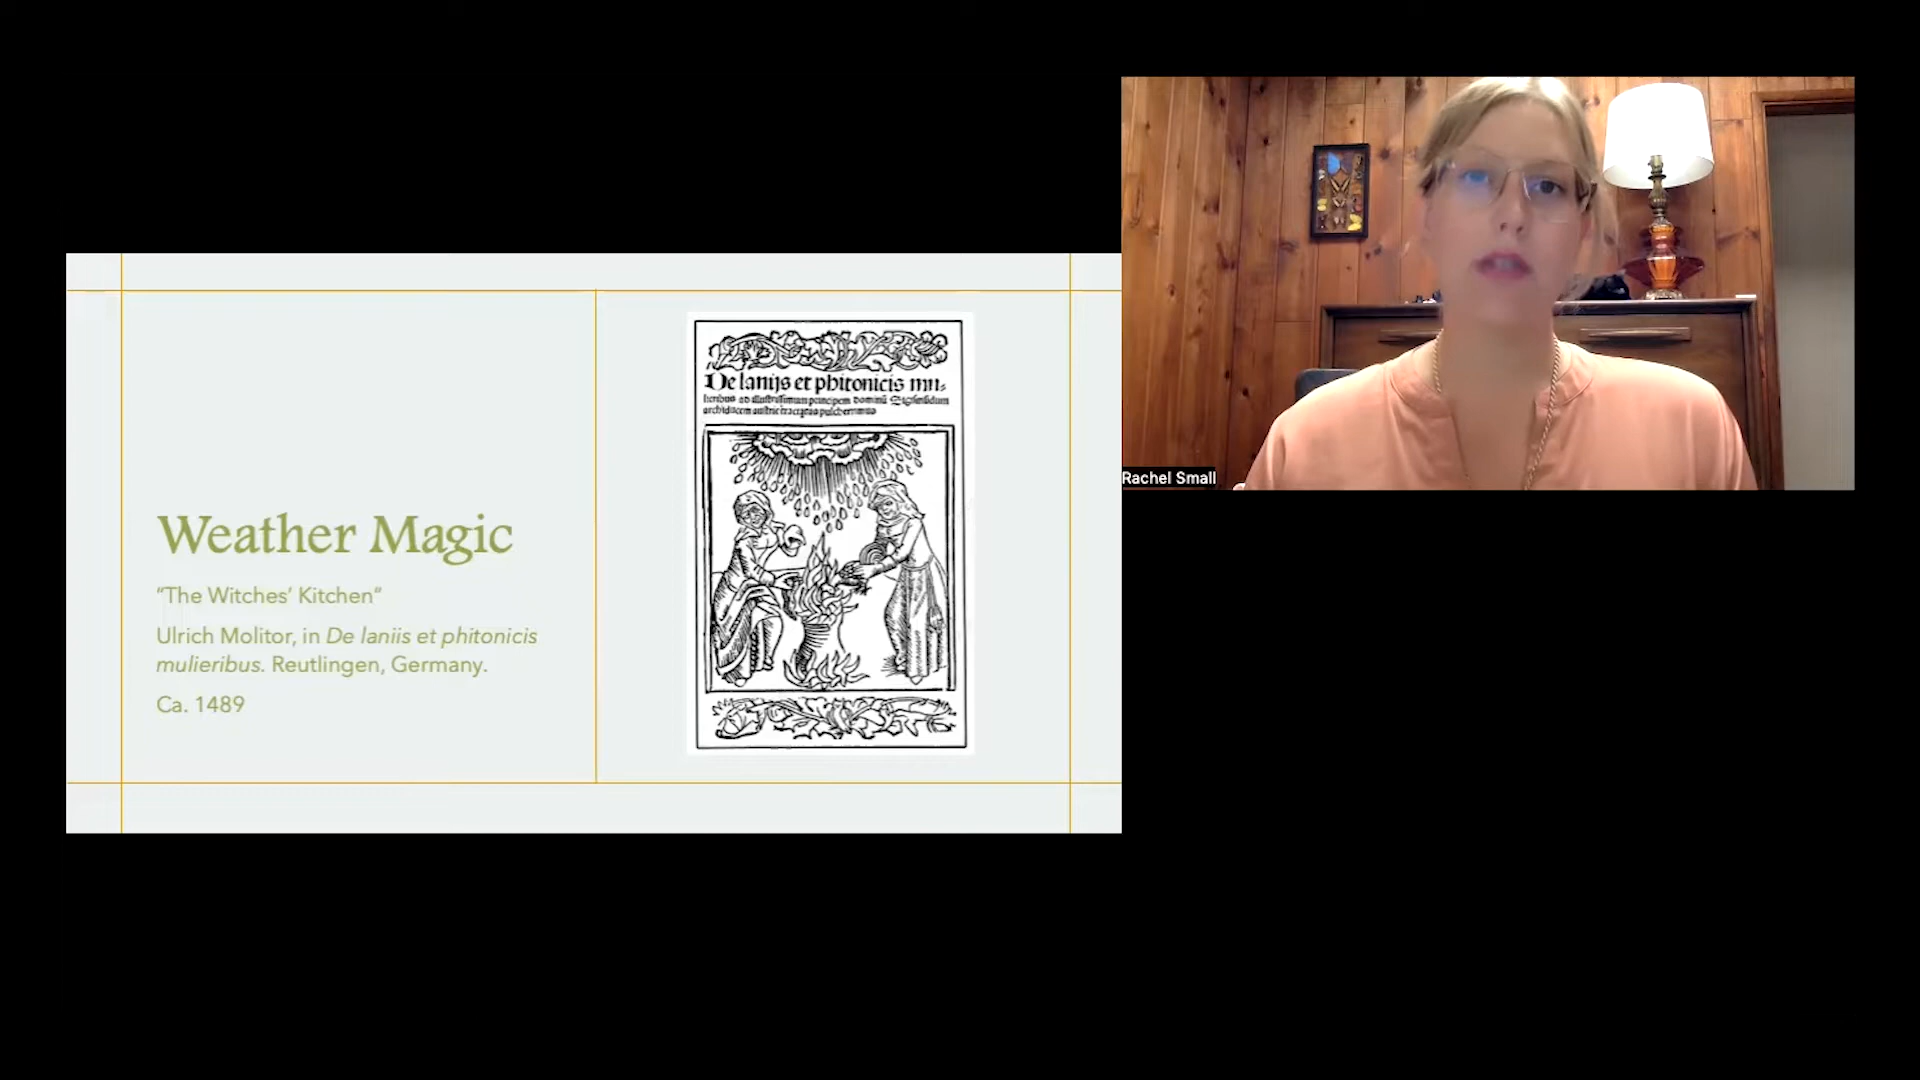 Weather Magic
“The Witches’ Kitchen”
Ulrich Molitor, in De laniis et phitonicis
mulieribus. Reutlingen, Germany.
Ca. 1489
De lanijs et phitonicis mu-
Rachel Small